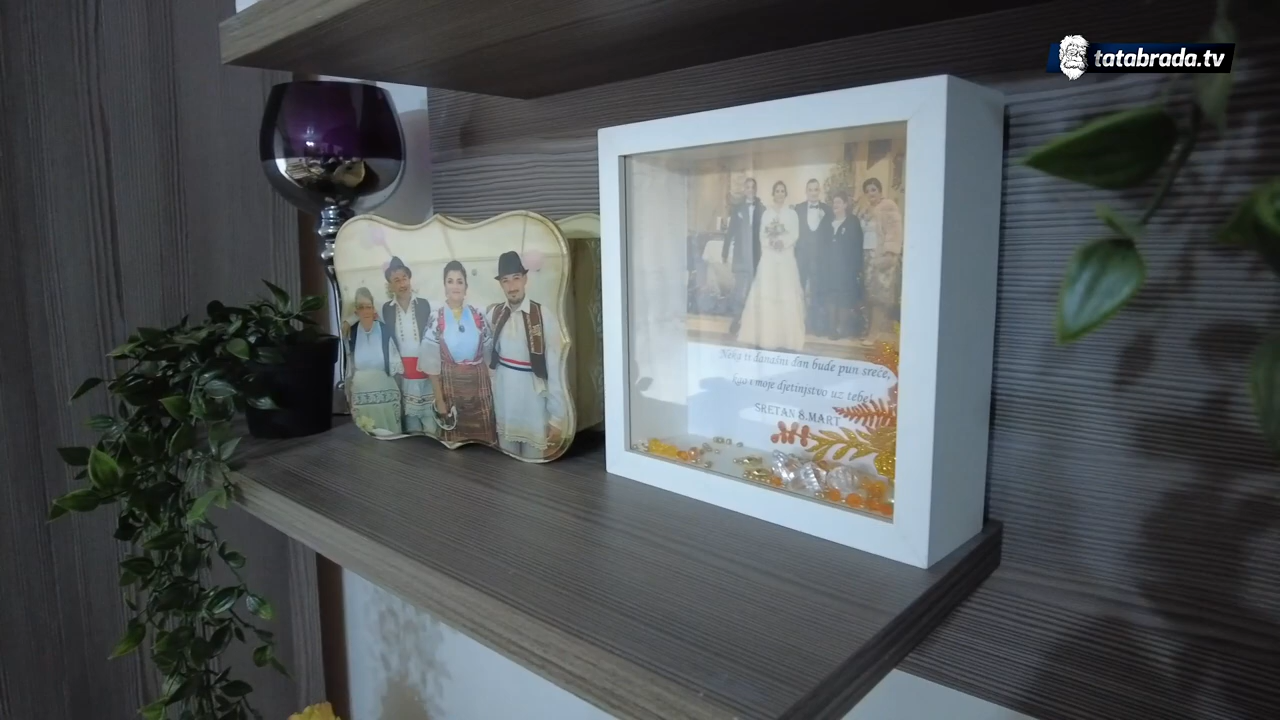 tatabrada.tv
Neka ti današnji dan bude pun sreće,
kao i moje djetinjstvo uz tebe!
SRETAN 8.MART